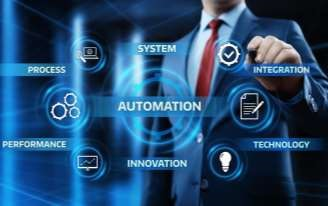 SYSTEM
PROCESS
INTEGRATION
AUTOMATION
PERFORMANCE
TECHNOLOGY
INNOVATION